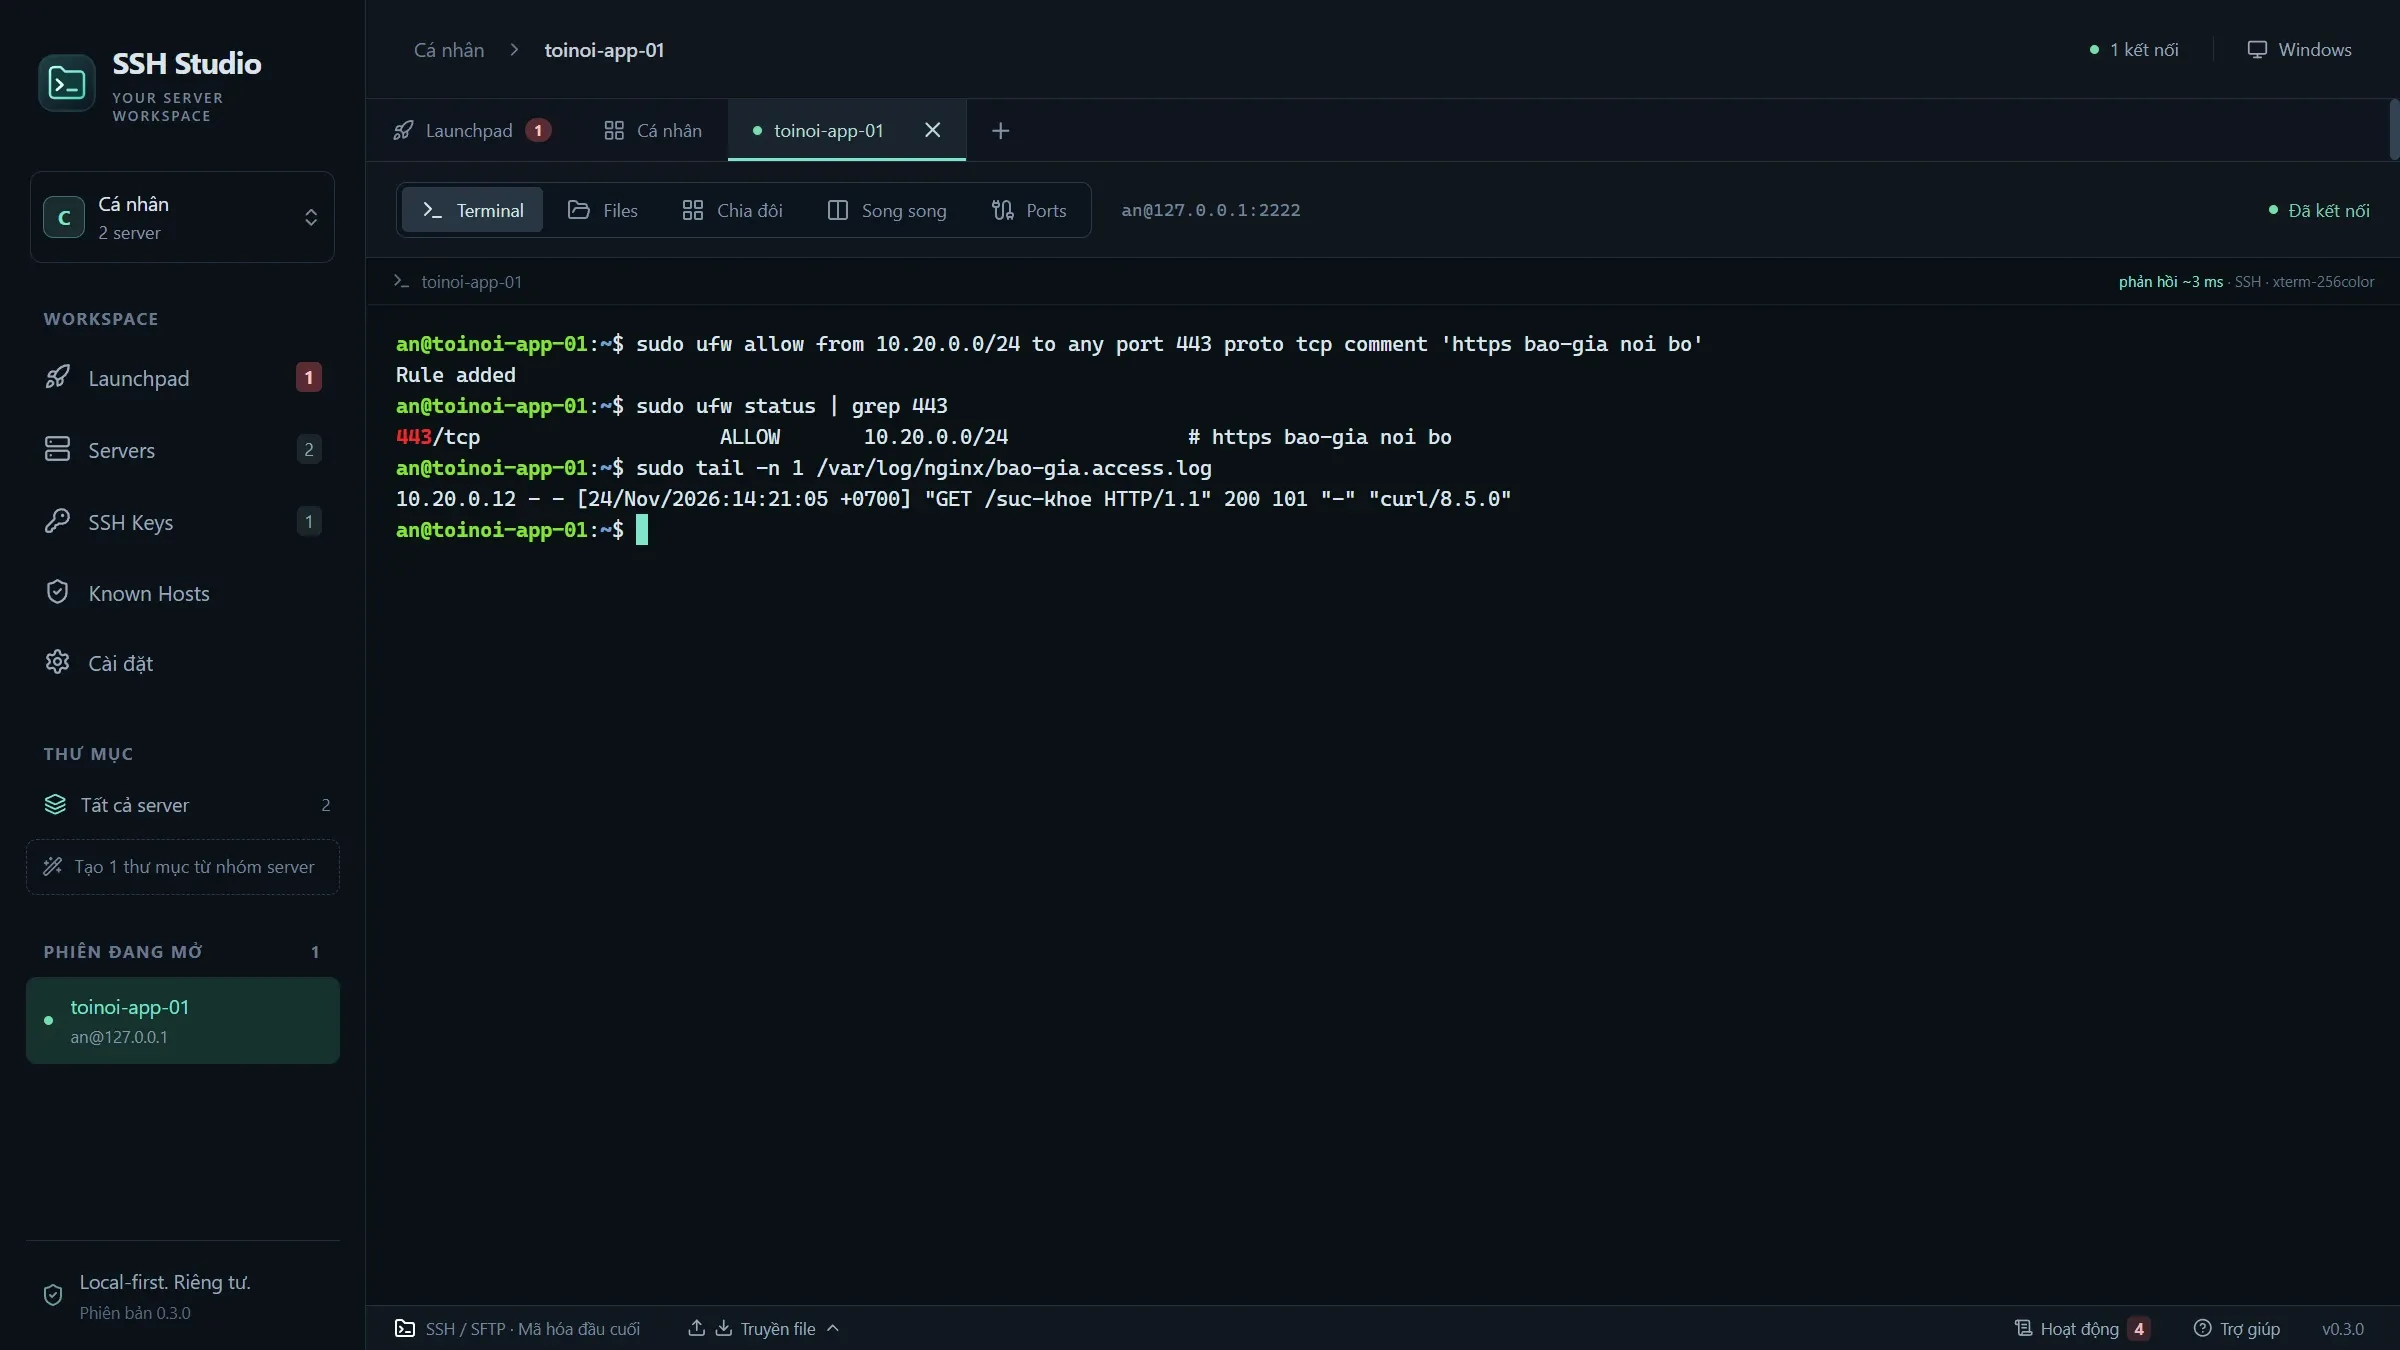 SSH Studio
YOUR SERVER
WORKSPACE
C
Cá nhân
2 server
WORKSPACE
Launchpad 1
Servers 2
SSH Keys 1
Known Hosts
Cài đặt
THƯ MỤC
Tất cả server 2
Tạo 1 thư mục từ nhóm server
PHIÊN ĐANG MỞ 1
toinoi-app-01
an@127.0.0.1
Local-first. Riêng tư.
Phiên bản 0.3.0
Cá nhân > toinoi-app-01
1 kết nối
Windows
Launchpad 1
Cá nhân
toinoi-app-01
Terminal
Files
Chia đôi
Song song
Ports
an@127.0.0.1:2222
Đã kết nối
toinoi-app-01
phản hồi ~3 ms · SSH · xterm-256color
an@toinoi-app-01:~$ sudo ufw allow from 10.20.0.0/24 to any port 443 proto tcp comment 'https bao-gia noi bo'
Rule added
an@toinoi-app-01:~$ sudo ufw status | grep 443
443/tcp ALLOW 10.20.0.0/24 # https bao-gia noi bo
an@toinoi-app-01:~$ sudo tail -n 1 /var/log/nginx/bao-gia.access.log
10.20.0.12 - - [24/Nov/2026:14:21:05 +0700] "GET /suc-khoe HTTP/1.1" 200 101 "-" "curl/8.5.0"
an@toinoi-app-01:~$
SSH / SFTP · Mã hóa đầu cuối
Truyền file
Hoạt động 4
Trợ giúp
v0.3.0